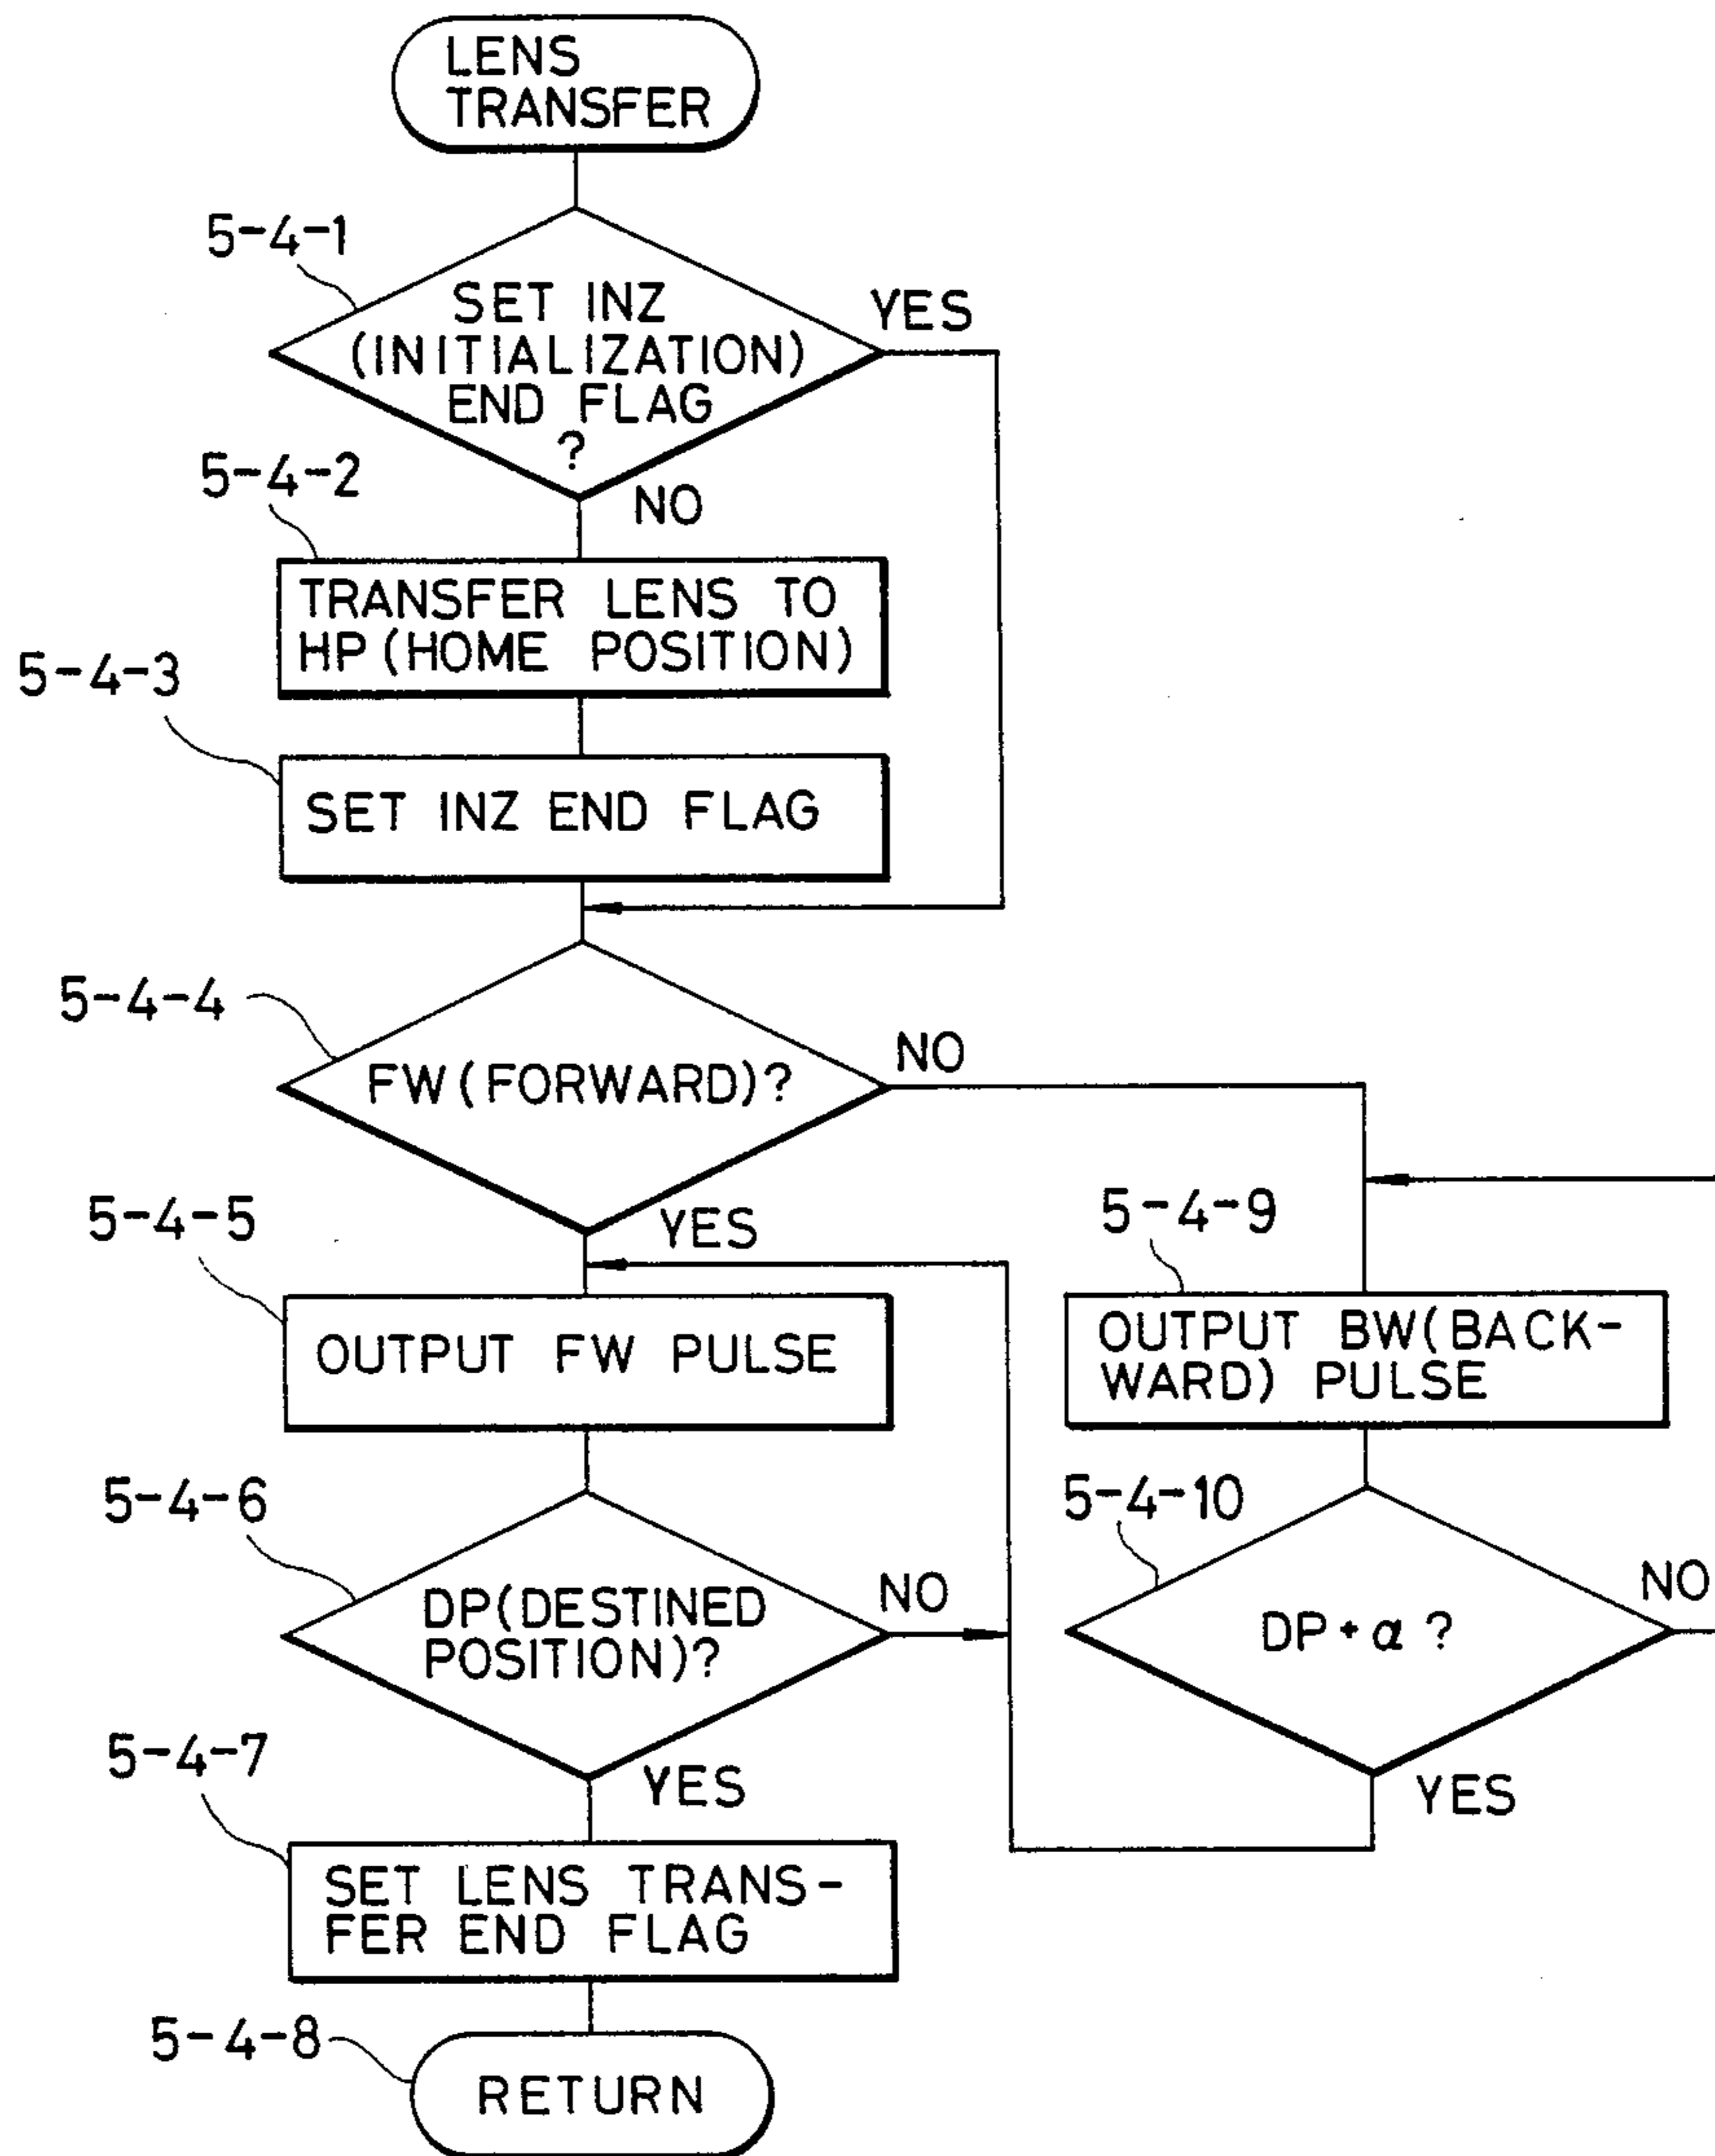 LENS
TRANSFER
5-4-1
SET INZ
(INITIALIZATION)
END FLAG
?
YES
NO
5-4-2
TRANSFER LENS TO
HP (HOME POSITION)
5-4-3
SET INZ END FLAG
5-4-4
FW(FORWARD)?
NO
YES
5-4-5
OUTPUT FW PULSE
5-4-9
OUTPUT BW(BACK-
WARD) PULSE
5-4-6
DP(DESTINED
POSITION)?
NO
YES
5-4-10
DP+α ?
NO
YES
5-4-7
SET LENS TRANS-
FER END FLAG
5-4-8
RETURN